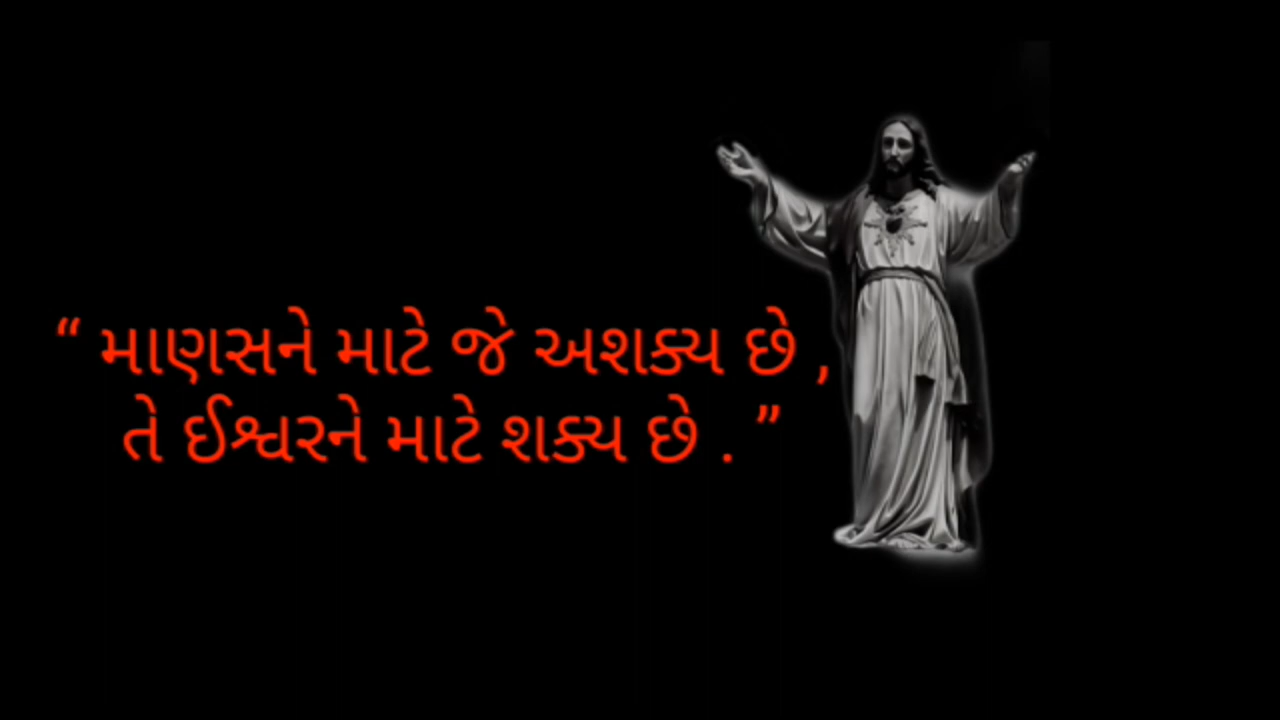 “ માણસને માટે જે અશક્ય છે ,
તે ઈશ્વરને માટે શક્ય છે . ”